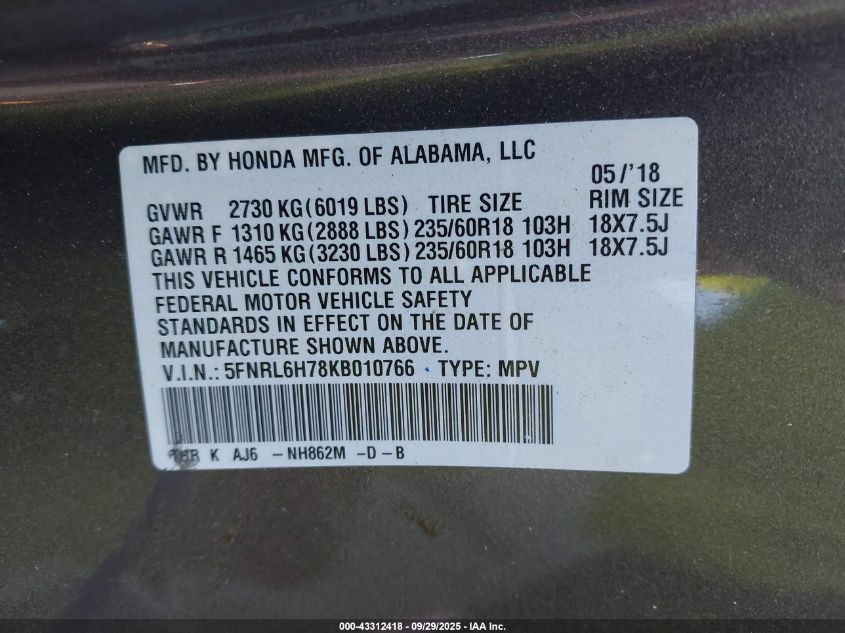 MFD. BY HONDA MFG. OF ALABAMA, LLC
05/'18
GVWR 2730 KG(6019 LBS) TIRE SIZE RIM SIZE
GAWR F 1310 KG(2888 LBS) 235/60R18 103H 18X7.5J
GAWR R 1465 KG(3230 LBS) 235/60R18 103H 18X7.5J
THIS VEHICLE CONFORMS TO ALL APPLICABLE
FEDERAL MOTOR VEHICLE SAFETY
STANDARDS IN EFFECT ON THE DATE OF
MANUFACTURE SHOWN ABOVE.
V.I.N.: 5FNRL6H78KB010766 TYPE: MPV
THR K AJ6 -NH862M -D-B
000-43312418 - 09/29/2025 - IAA Inc.